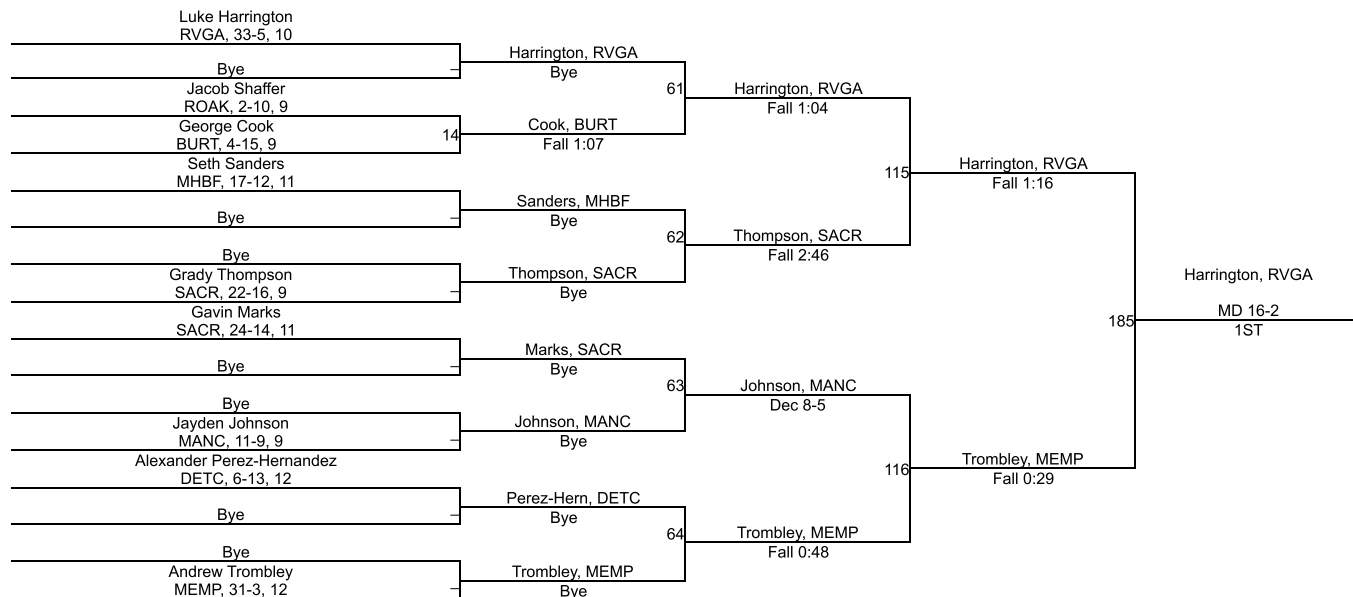 Luke Harrington
RVGA, 33-5, 10
Bye
Jacob Shaffer
ROAK, 2-10, 9
George Cook
BURT, 4-15, 9
Seth Sanders
MHBF, 17-12, 11
Bye
Bye
Grady Thompson
SACR, 22-16, 9
Gavin Marks
SACR, 24-14, 11
Bye
Bye
Jayden Johnson
MANC, 11-9, 9
Alexander Perez-Hernandez
DETC, 6-13, 12
Bye
Bye
Andrew Trombley
MEMP, 31-3, 12
14
Harrington, RVGA
Bye
Cook, BURT
Fall 1:07
Sanders, MHBF
Bye
Thompson, SACR
Bye
Marks, SACR
Bye
Johnson, MANC
Bye
Perez-Hern, DETC
Bye
Trombley, MEMP
Bye
61
62
63
64
Harrington, RVGA
Fall 1:04
Thompson, SACR
Fall 2:46
Johnson, MANC
Dec 8-5
Trombley, MEMP
Fall 0:48
115
116
Harrington, RVGA
Fall 1:16
Trombley, MEMP
Fall 0:29
185
Harrington, RVGA
MD 16-2
1ST